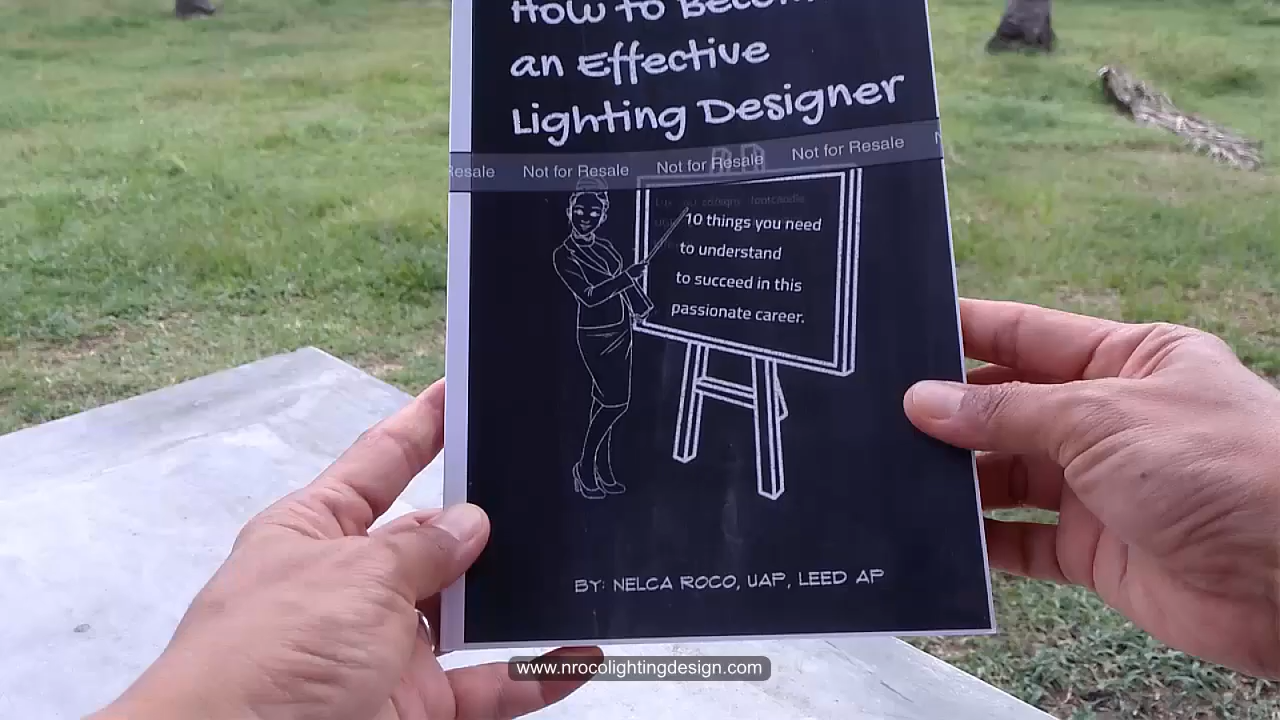 How to Become
an Effective
Lighting Designer
esale Not for Resale Not for Resale Not for Resale N
10 things you need
to understand
to succeed in this
passionate career.
BY: NELCA ROCO, UAP, LEED AP
www.nrocolightingdesign.com